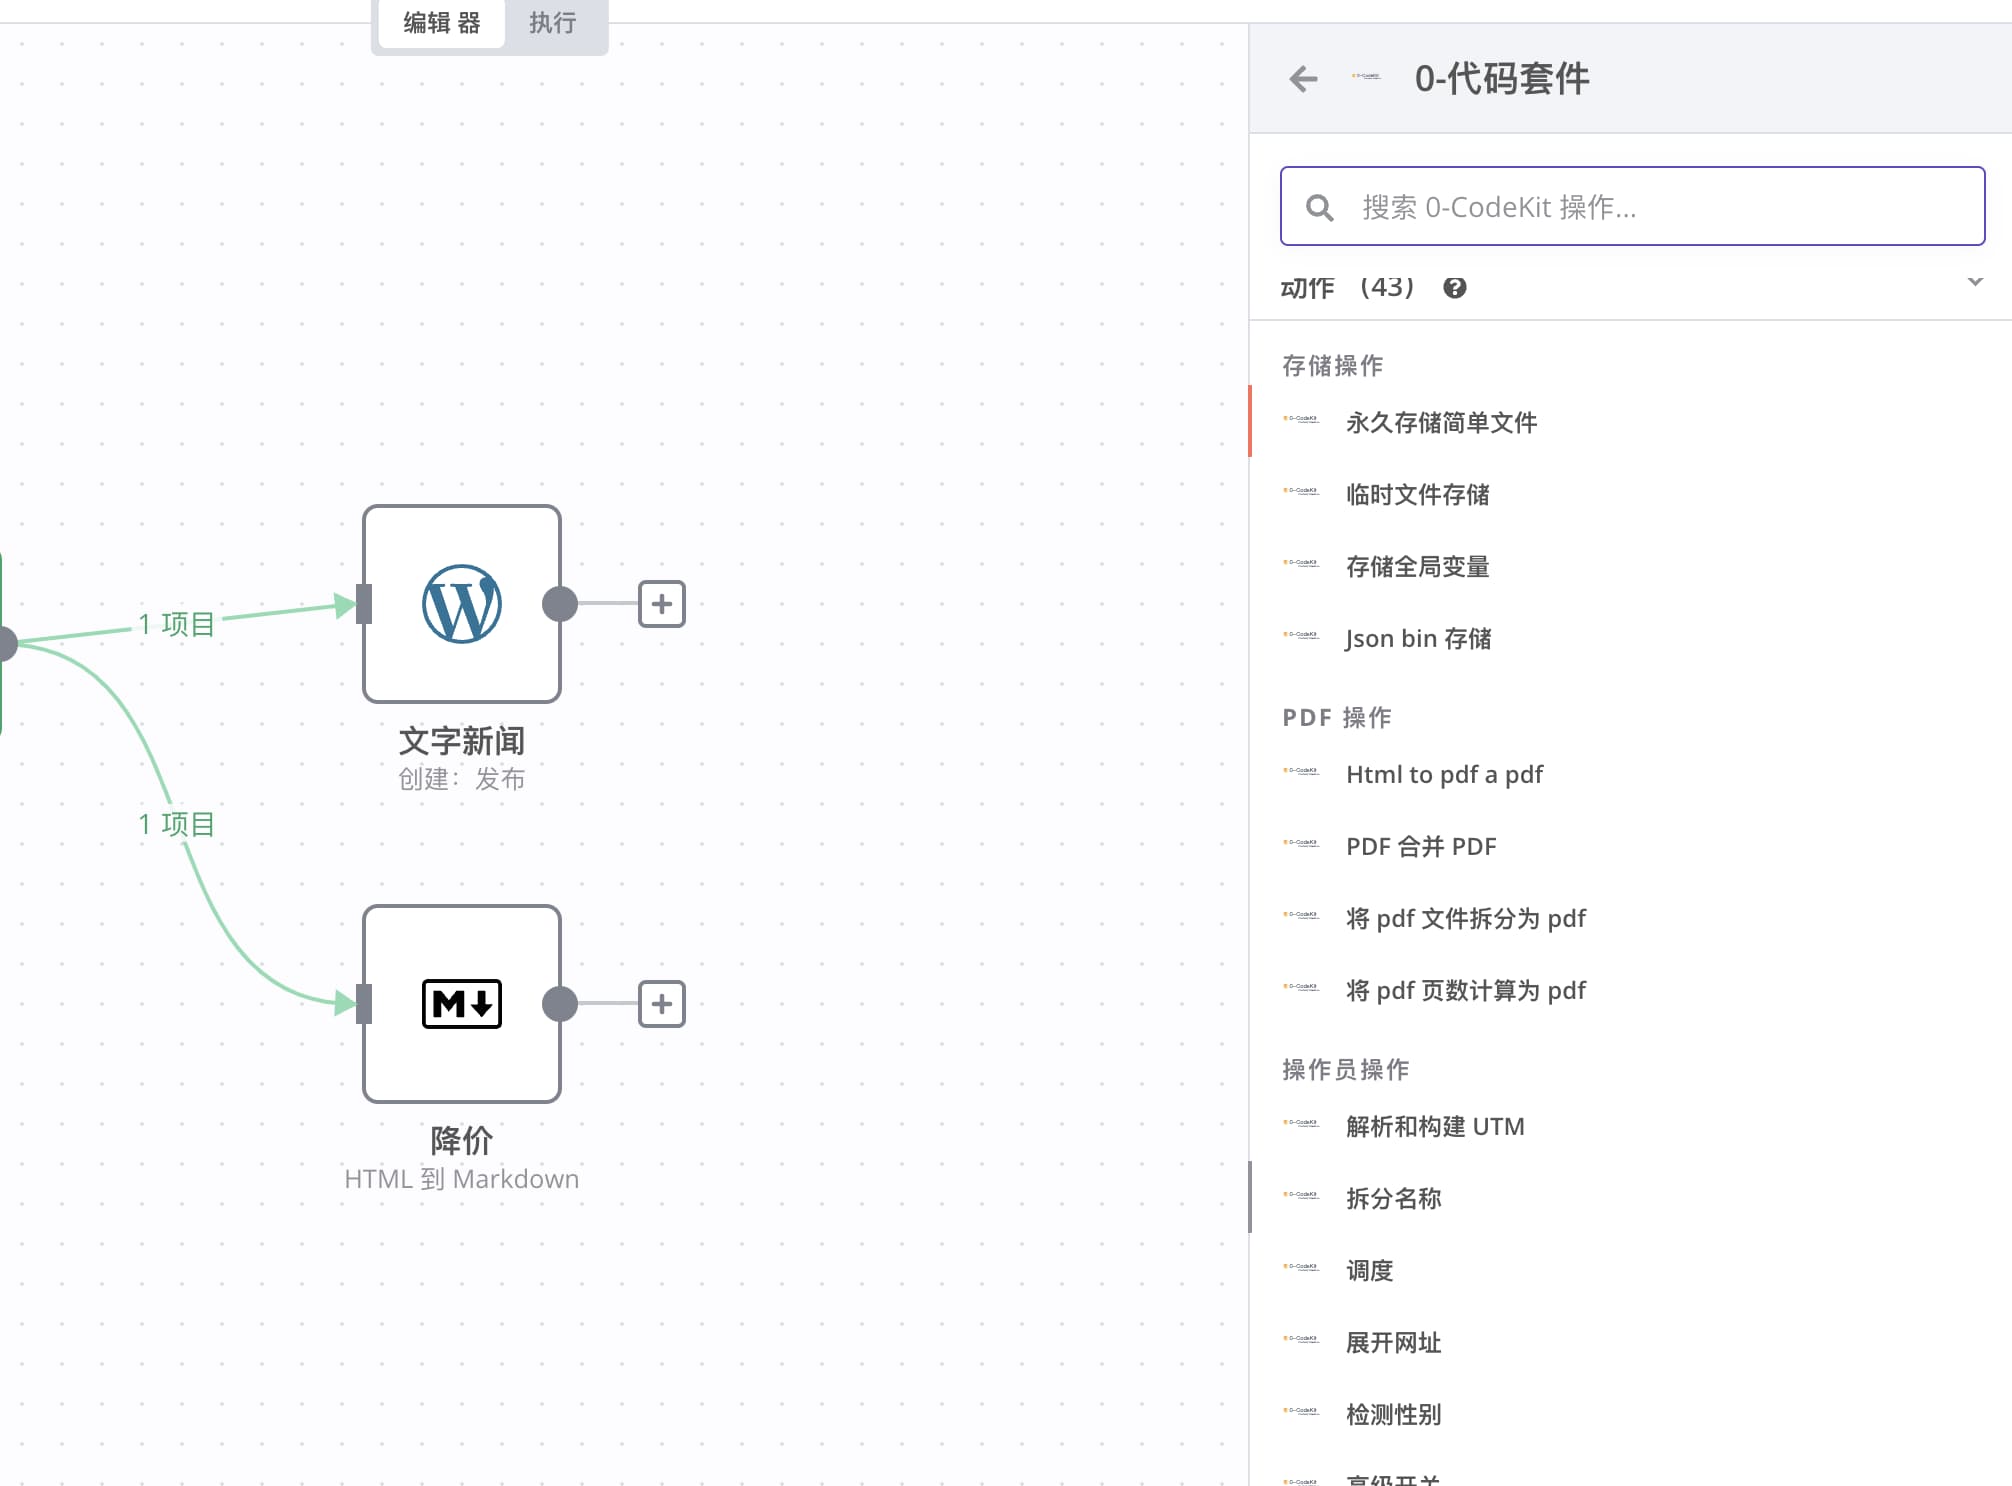 编辑 器
执行
0-代码套件
搜索 0-CodeKit 操作...
动作 (43)
存储操作
永久存储简单文件
临时文件存储
存储全局变量
Json bin 存储
PDF 操作
Html to pdf a pdf
PDF 合并 PDF
将 pdf 文件拆分为 pdf
将 pdf 页数计算为 pdf
操作员操作
解析和构建 UTM
拆分名称
调度
展开网址
检测性别
高级开关
1 项目
文字新闻
创建：发布
1 项目
M
降价
HTML 到 Markdown